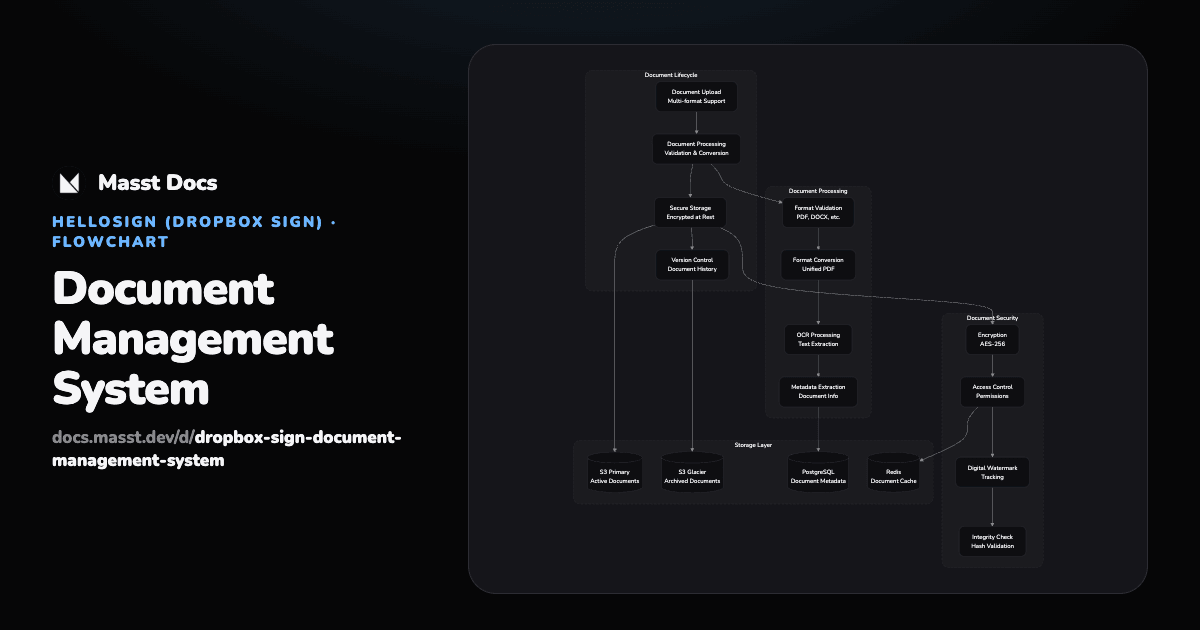 Masst Docs
HELLOSIGN (DROPBOX SIGN) ·
FLOWCHART
Document
Management
System
docs.masst.dev/d/dropbox-sign-document-
management-system
Document Lifecycle
Document Upload
Multi-format Support
Document Processing
Validation & Conversion
Secure Storage
Encrypted at Rest
Version Control
Document History
Document Processing
Format Validation
PDF, DOCX, etc.
Format Conversion
Unified PDF
OCR Processing
Text Extraction
Metadata Extraction
Document Info
Document Security
Encryption
AES-256
Access Control
Permissions
Digital Watermark
Tracking
Integrity Check
Hash Validation
Storage Layer
S3 Primary
Active Documents
S3 Glacier
Archived Documents
PostgreSQL
Document Metadata
Redis
Document Cache